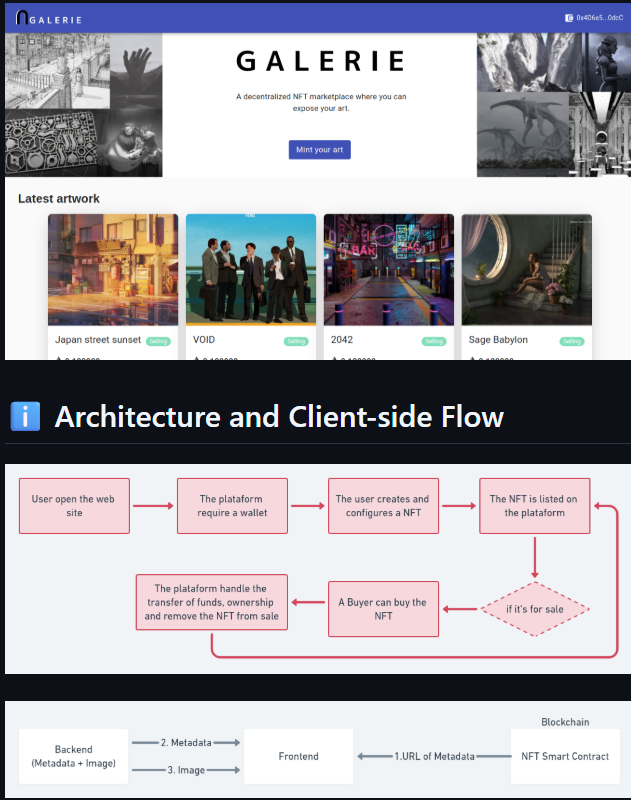 GALERIE
0x4D6e5...0dcC
GALERIE
A decentralized NFT marketplace where you can
expose your art.
Mint your art
Latest artwork
VOID
BAR
Japan street sunset Selling
VOID Selling
2042 Selling
Sage Babylon Selling
Architecture and Client-side Flow
User open the web
site
The plataform
require a wallet
The user creates and
configures a NFT
The NFT is listed on
the plataform
The plataform handle the
transfer of funds, ownership
and remove the NFT from sale
A Buyer can buy the
NFT
if it's for sale
Blockchain
Backend
(Metadata + Image)
2. Metadata
3. Image
Frontend
1.URL of Metadata
NFT Smart Contract